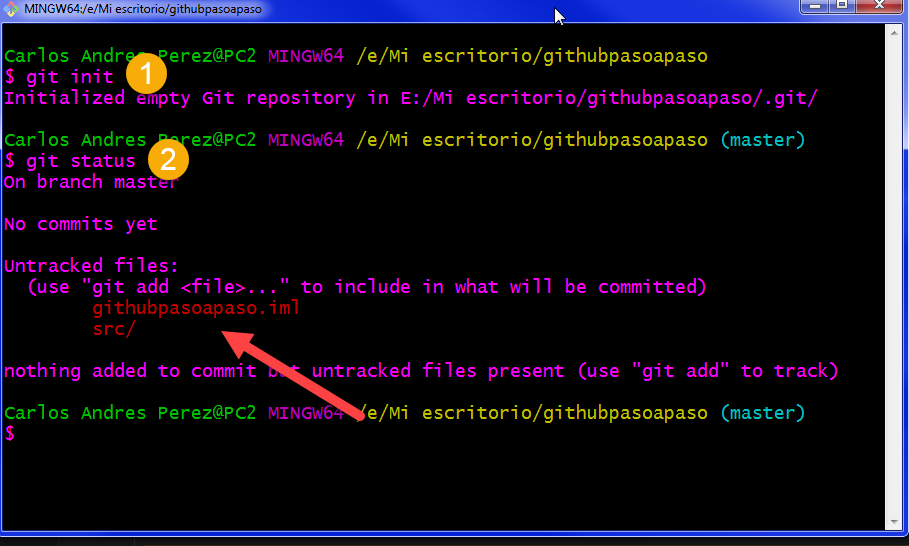 MINGW64:/e/Mi escritorio/githubpasoapaso
Carlos Andres Perez@PC2 MINGW64 /e/Mi escritorio/githubpasoapaso
$ git init
1
Initialized empty Git repository in E:/Mi escritorio/githubpasoapaso/.git/
Carlos Andres Perez@PC2 MINGW64 /e/Mi escritorio/githubpasoapaso (master)
$ git status
2
On branch master
No commits yet
Untracked files:
(use "git add <file>..." to include in what will be committed)
githubpasoapaso.iml
src/
nothing added to commit but untracked files present (use "git add" to track)
Carlos Andres Perez@PC2 MINGW64 /e/Mi escritorio/githubpasoapaso (master)
$